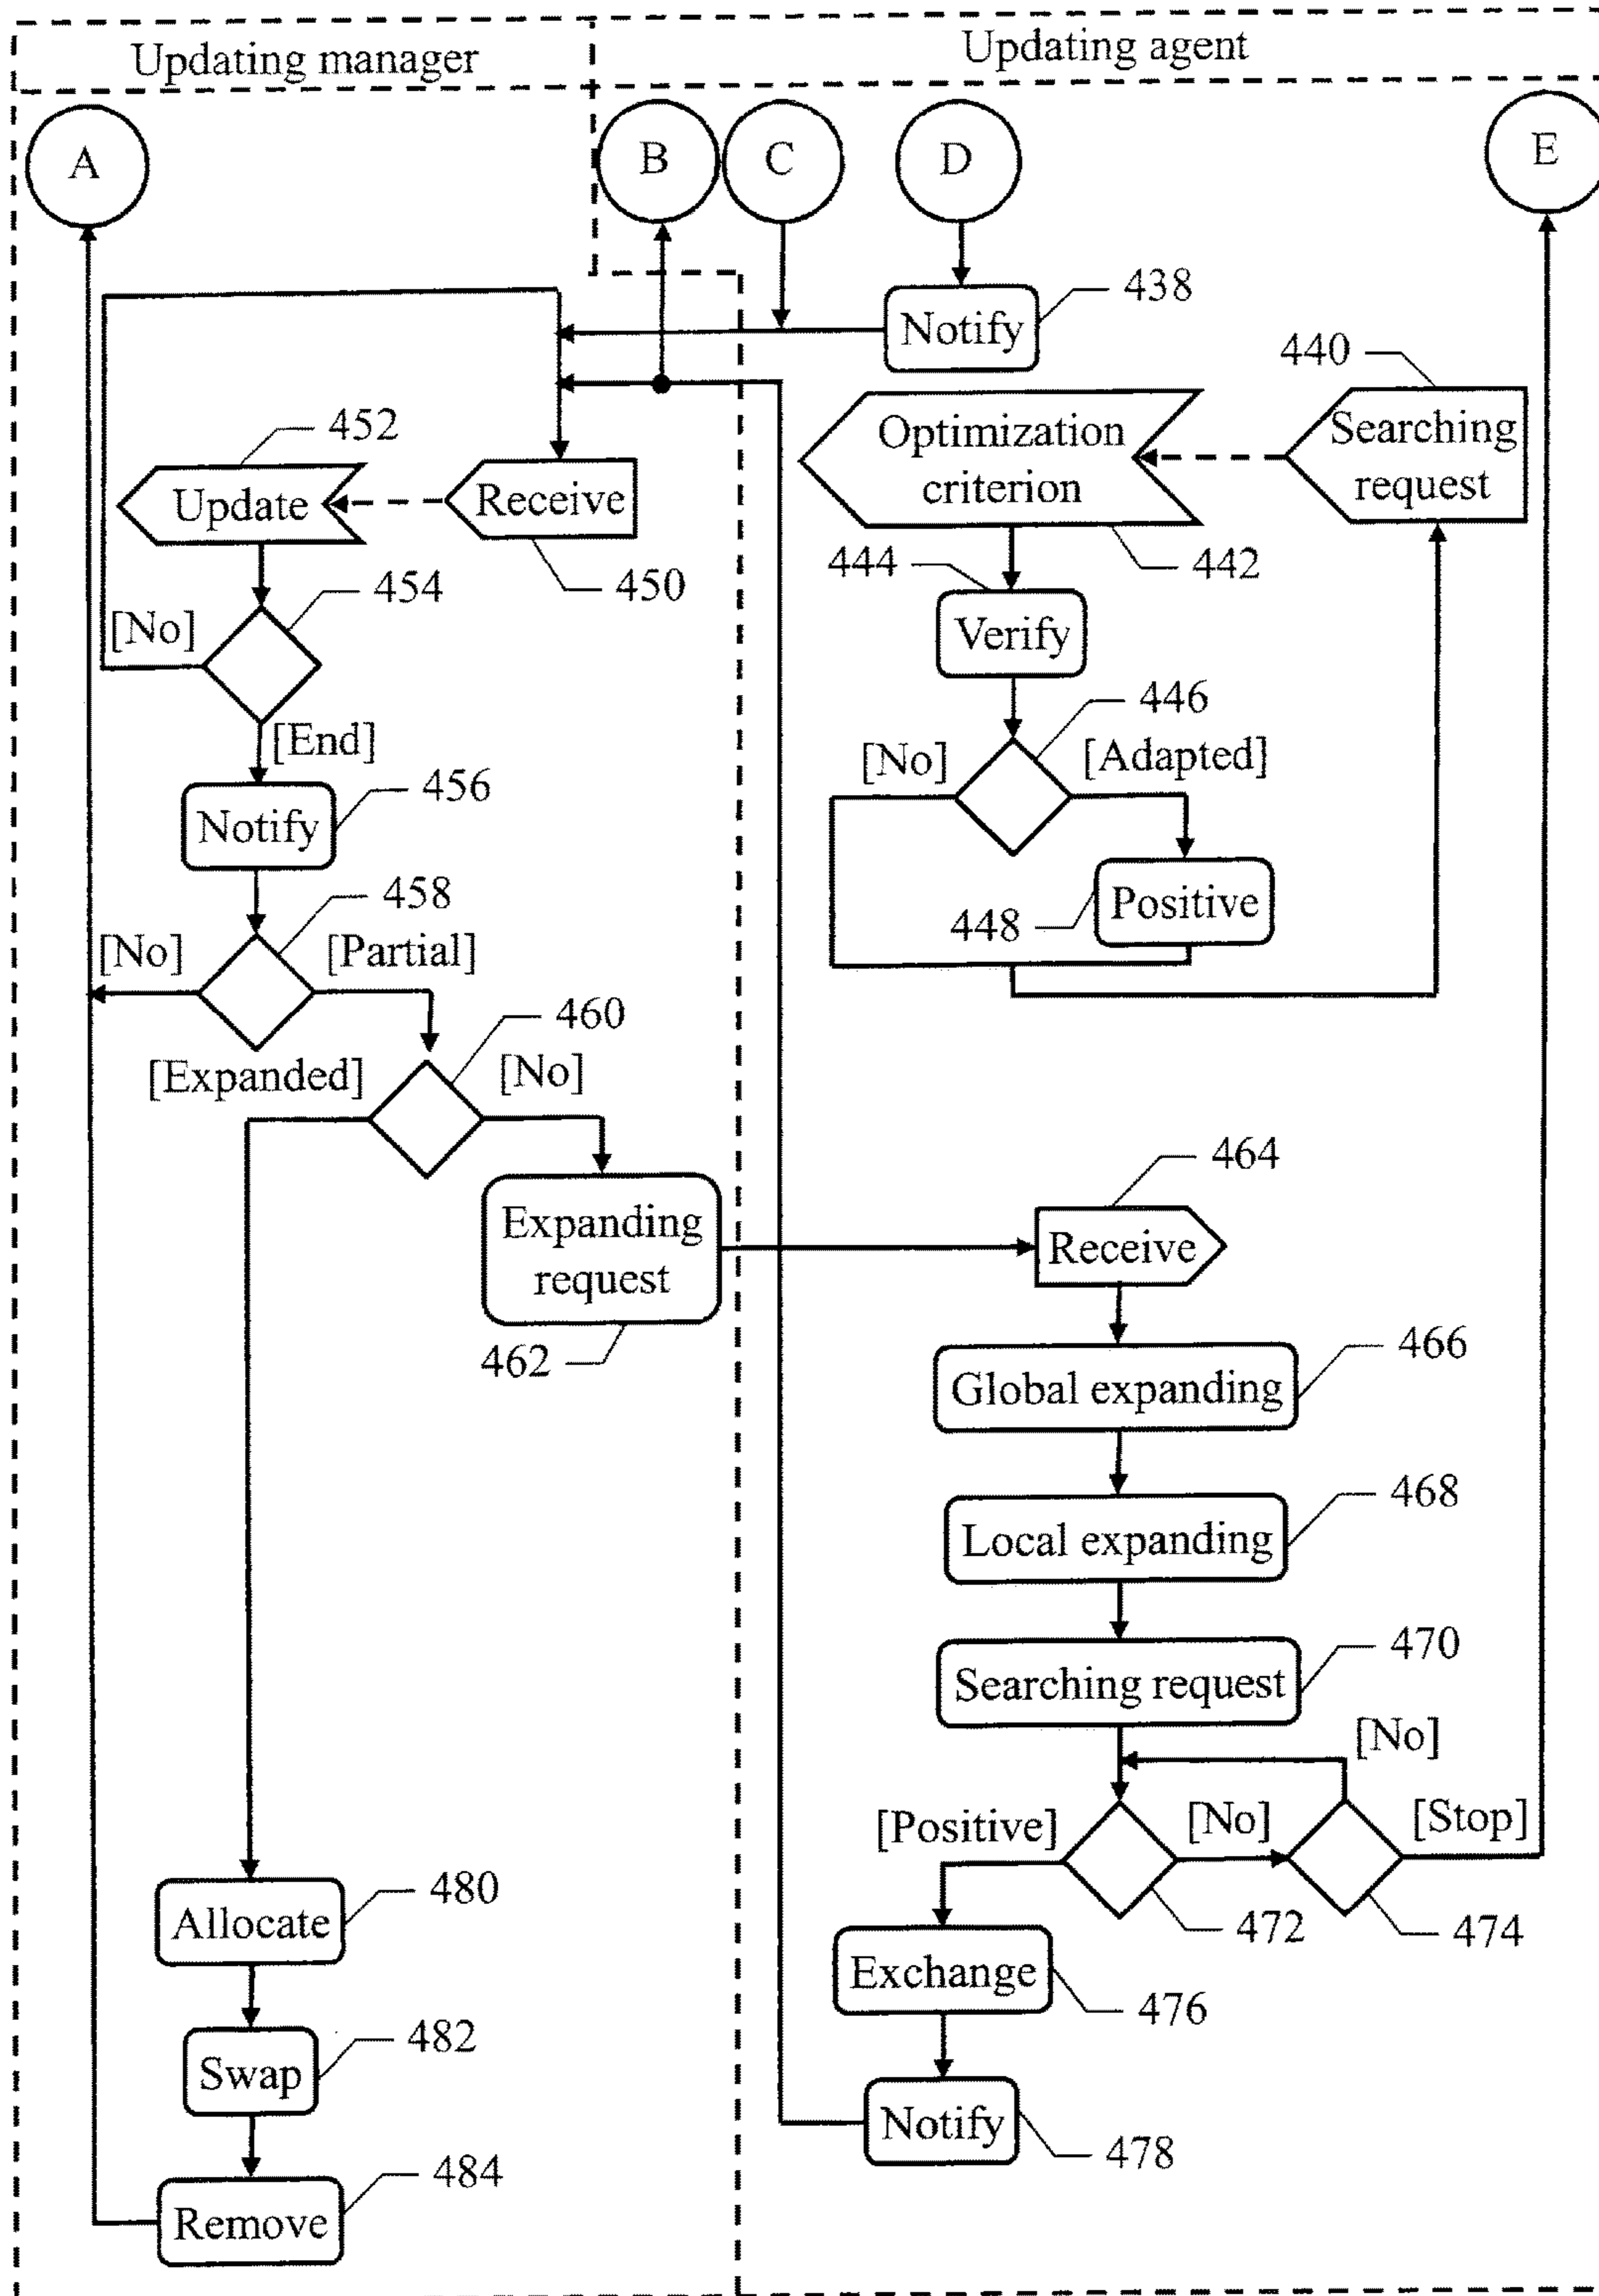 Updating manager
Updating agent
A
B
C
D
E
438
Notify
440
Searching
request
Optimization
criterion
442
452
Update
Receive
450
444
Verify
454
[No]
[End]
446
[No]
[Adapted]
456
Notify
Positive
448
458
[No]
[Partial]
460
[Expanded]
[No]
Expanding
request
462
464
Receive
466
Global expanding
468
Local expanding
470
Searching request
[No]
[Positive]
[No]
[Stop]
472
474
480
Allocate
Exchange
476
482
Swap
Notify
478
484
Remove